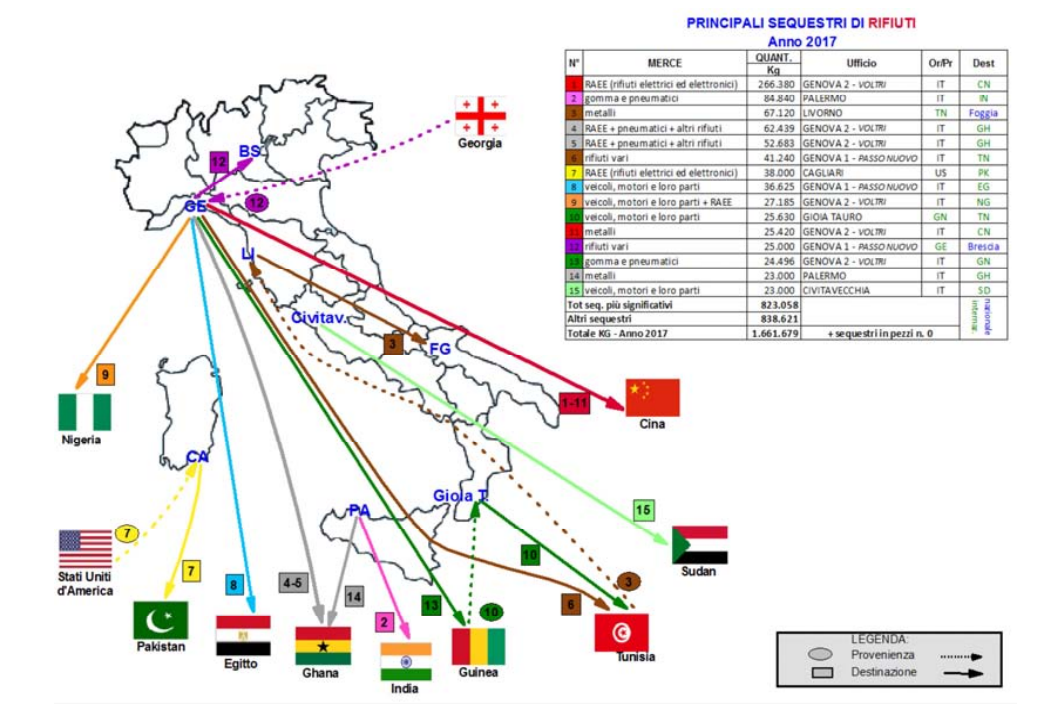 PRINCIPALI SEQUESTRI DI RIFIUTI
Anno 2017
N° MERCE QUANT. Kg Ufficio Or/Pr Dest
1 RAEE (rifiuti elettrici ed elettronici) 266.380 GENOVA 2 - VOLTRI IT CN
2 gomma e pneumatici 84.840 PALERMO IT IN
3 metalli 67.120 LIVORNO TN Foggia
4 RAEE + pneumatici + altri rifiuti 62.439 GENOVA 2 - VOLTRI IT GH
5 RAEE + pneumatici + altri rifiuti 52.683 GENOVA 2 - VOLTRI IT GH
6 rifiuti vari 41.240 GENOVA 1 - PASSO NUOVO IT TN
7 RAEE (rifiuti elettrici ed elettronici) 38.000 CAGLIARI US PK
8 veicoli, motori e loro parti 36.625 GENOVA 1 - PASSO NUOVO IT EG
9 veicoli, motori e loro parti + RAEE 27.185 GENOVA 2 - VOLTRI IT NG
10 veicoli, motori e loro parti 25.630 GIOIA TAURO GN TN
11 metalli 25.420 GENOVA 2 - VOLTRI IT CN
12 rifiuti vari 25.000 GENOVA 1 - PASSO NUOVO GE Brescia
13 gomma e pneumatici 24.496 GENOVA 2 - VOLTRI IT GN
14 metalli 23.000 PALERMO IT GH
15 veicoli, motori e loro parti 23.000 CIVITAVECCHIA IT SD
Tot seq. più significativi 823.058
Altri sequestri 838.621
Totale KG - Anno 2017 1.661.679 + sequestri in pezzi n. 0
nazionale
internaz.
Georgia
BS
12
12
GE
LI
Civitav.
3
FG
9
1-11
Nigeria
Cina
CA
Gioia T.
PA
15
7
Stati Uniti
d'America
10
Sudan
7
8
4-5
14
13
10
3
6
2
Pakistan
Egitto
Ghana
India
Guinea
Tunisia
LEGENDA:
Provenienza
Destinazione